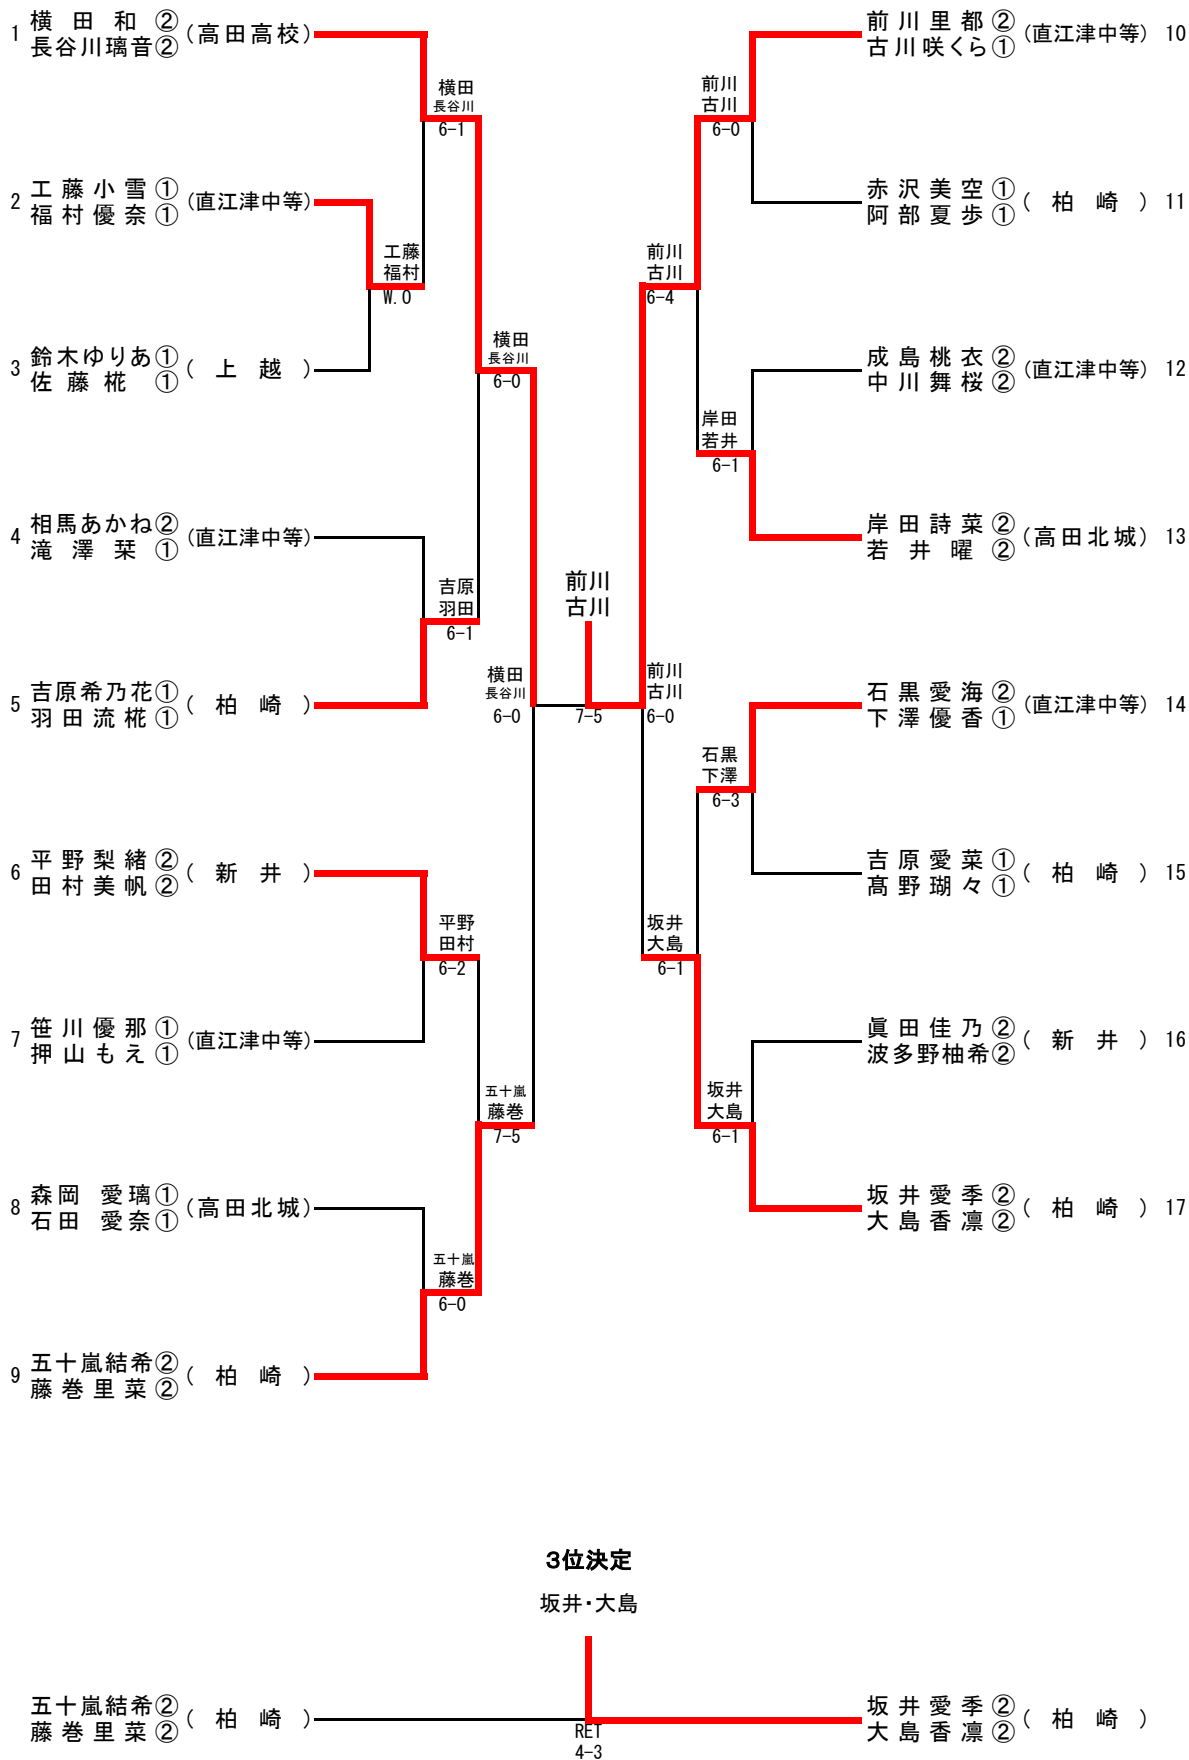 1 横田和② (高田高校)
長谷川璃音②
2 工藤小雪① (直江津中等)
福村優奈①
3 鈴木ゆりあ① (上越)
佐藤椛①
4 相馬あかね② (直江津中等)
滝澤栞①
5 吉原希乃花① (柏崎)
羽田流椛①
6 平野梨緒② (新井)
田村美帆②
7 笹川優那① (直江津中等)
押山もえ①
8 森岡 愛璃① (高田北城)
石田 愛奈①
9 五十嵐結希② (柏崎)
藤巻里菜②
横田
長谷川
6-1
工藤
福村
W.O
横田
長谷川
6-0
吉原
羽田
6-1
横田
長谷川
6-0
平野
田村
6-2
五十嵐
藤巻
7-5
五十嵐
藤巻
6-0
前川
古川
7-5
前川
古川
6-0
前川
古川
6-4
前川
古川
6-0
岸田
若井
6-1
石黒
下澤
6-3
坂井
大島
6-1
坂井
大島
6-1
前川里都② (直江津中等) 10
古川咲くら①
赤沢美空① (柏崎) 11
阿部夏歩①
成島桃衣② (直江津中等) 12
中川舞桜②
岸田詩菜② (高田北城) 13
若井曜②
石黒愛海② (直江津中等) 14
下澤優香①
吉原愛菜① (柏崎) 15
髙野瑚々①
眞田佳乃② (新井) 16
波多野柚希②
坂井愛季② (柏崎) 17
大島香凛②
3位決定
坂井・大島
五十嵐結希② (柏崎)
藤巻里菜②
RET
4-3
坂井愛季② (柏崎)
大島香凛②